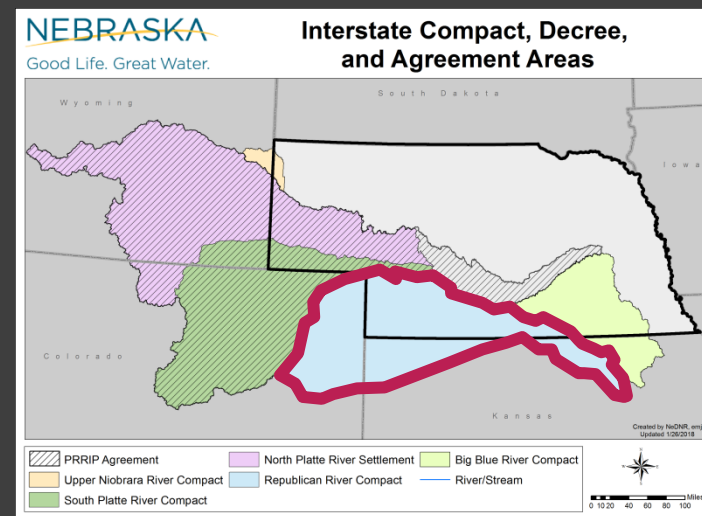 NEBRASKA
Good Life. Great Water.
Interstate Compact, Decree,
and Agreement Areas
Wyoming
South Dakota
Iowa
Colorado
Kansas
Created by NeDNR, emj
Updated 1/26/2018
PRRIP Agreement
North Platte River Settlement
Big Blue River Compact
Upper Niobrara River Compact
Republican River Compact
River/Stream
South Platte River Compact
0 10 20 40 60 80 100
Miles